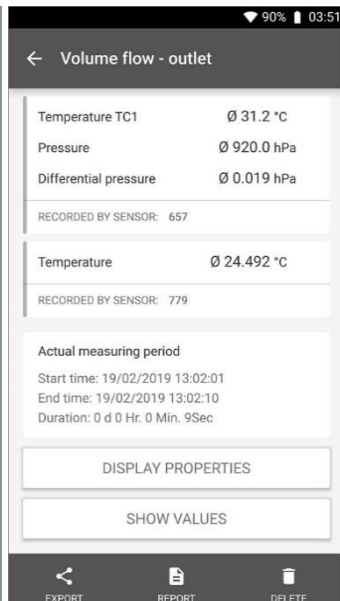 90% 03:51
Volume flow - outlet
Temperature TC1 Ø 31.2 °C
Pressure Ø 920.0 hPa
Differential pressure Ø 0.019 hPa
RECORDED BY SENSOR: 657
Temperature Ø 24.492 °C
RECORDED BY SENSOR: 779
Actual measuring period
Start time: 19/02/2019 13:02:01
End time: 19/02/2019 13:02:10
Duration: 0 d 0 Hr. 0 Min. 9Sec
DISPLAY PROPERTIES
SHOW VALUES
EXPORT REPORT DELETE